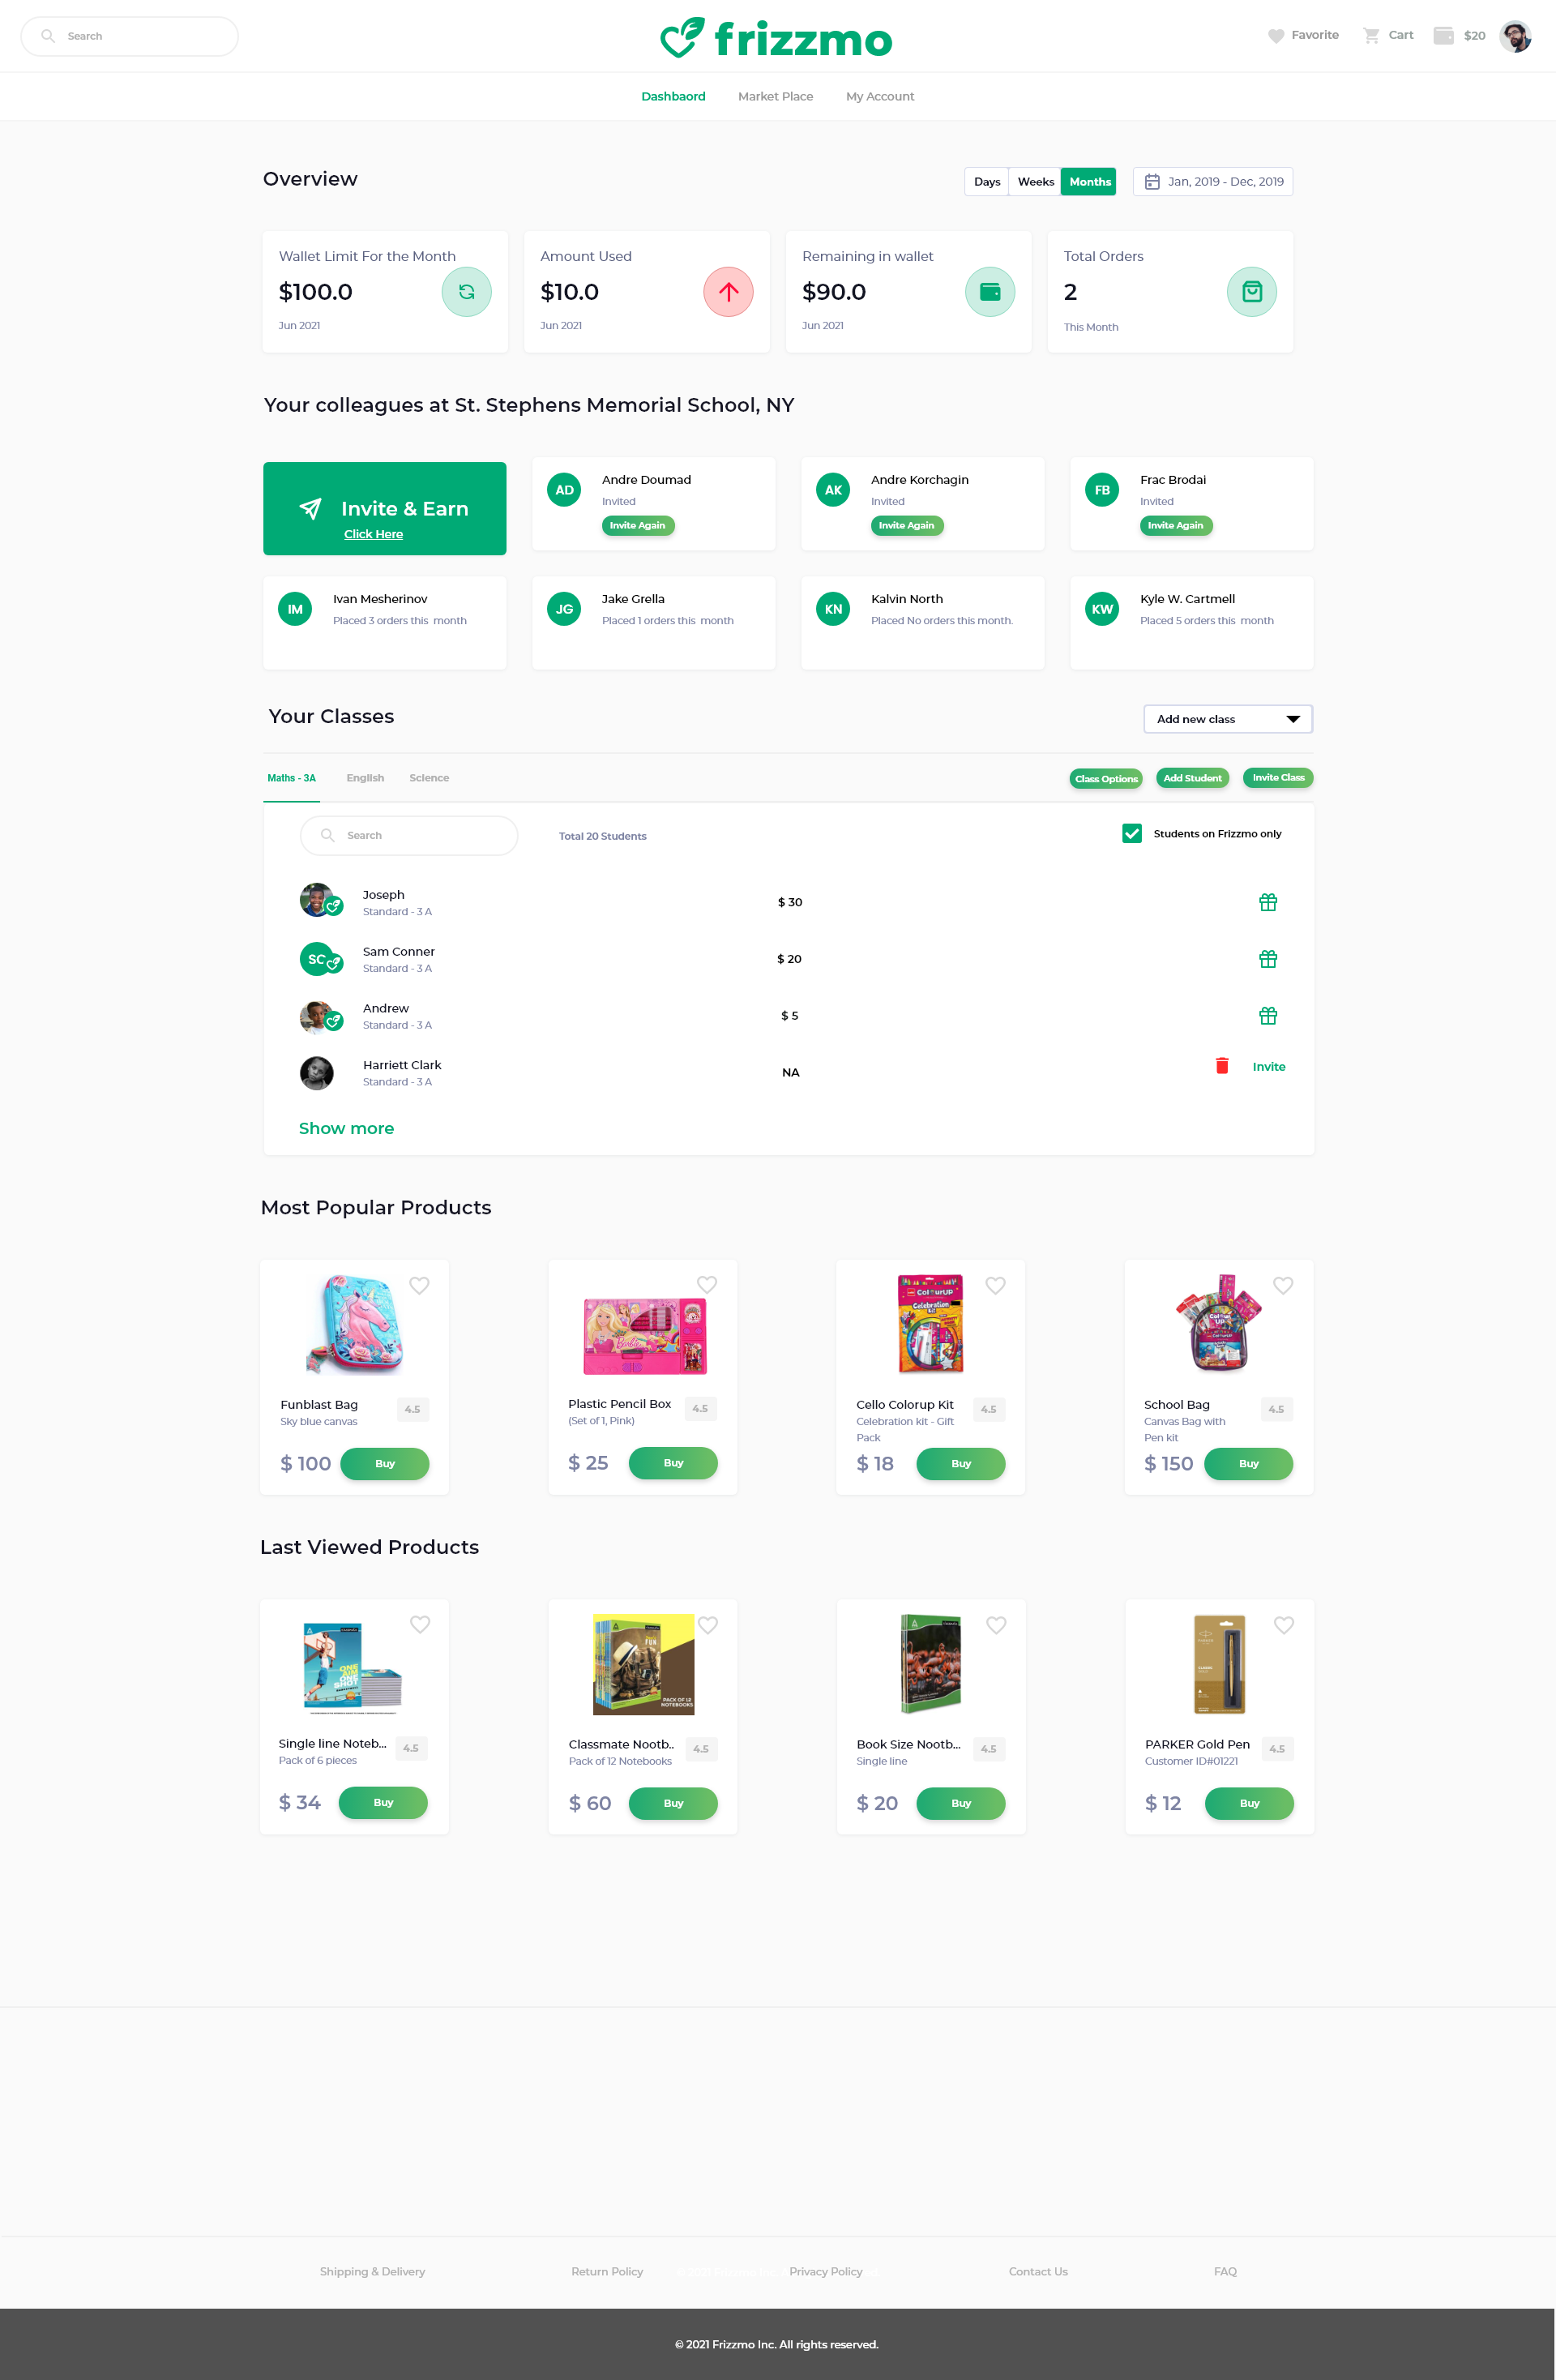 Search
frizzmo
Favorite
Cart
$20
Dashbaord
Market Place
My Account
Overview
Days
Weeks
Months
Jan, 2019 - Dec, 2019
Wallet Limit For the Month
$100.0
Jun 2021
Amount Used
$10.0
Jun 2021
Remaining in wallet
$90.0
Jun 2021
Total Orders
2
This Month
Your colleagues at St. Stephens Memorial School, NY
Invite & Earn
Click Here
AD
Andre Doumad
Invited
Invite Again
AK
Andre Korchagin
Invited
Invite Again
FB
Frac Brodai
Invited
Invite Again
IM
Ivan Mesherinov
Placed 3 orders this month
JG
Jake Grella
Placed 1 orders this month
KN
Kalvin North
Placed No orders this month.
KW
Kyle W. Cartmell
Placed 5 orders this month
Your Classes
Add new class
Maths - 3A
English
Science
Class Options
Add Student
Invite Class
Search
Total 20 Students
Students on Frizzmo only
Joseph
Standard - 3 A
$ 30
SC
Sam Conner
Standard - 3 A
$ 20
Andrew
Standard - 3 A
$ 5
Harriett Clark
Standard - 3 A
NA
Invite
Show more
Most Popular Products
Funblast Bag
4.5
Sky blue canvas
$ 100
Buy
Barbie
Plastic Pencil Box
4.5
(Set of 1, Pink)
$ 25
Buy
ColourUP
Celebration
Cello Colorup Kit
4.5
Celebration kit - Gift
Pack
$ 18
Buy
School Bag
4.5
Canvas Bag with
Pen kit
$ 150
Buy
Last Viewed Products
ONE
AIM
ONE
SHOT
Single line Noteb...
4.5
Pack of 6 pieces
$ 34
Buy
FUN
PACK OF 12
NOTEBOOKS
Classmate Nootb..
4.5
Pack of 12 Notebooks
$ 60
Buy
Book Size Nootb...
4.5
Single line
$ 20
Buy
PARKER Gold Pen
4.5
Customer ID#01221
$ 12
Buy
Shipping & Delivery
Return Policy
Privacy Policy
Contact Us
FAQ
© 2021 Frizzmo Inc. All rights reserved.